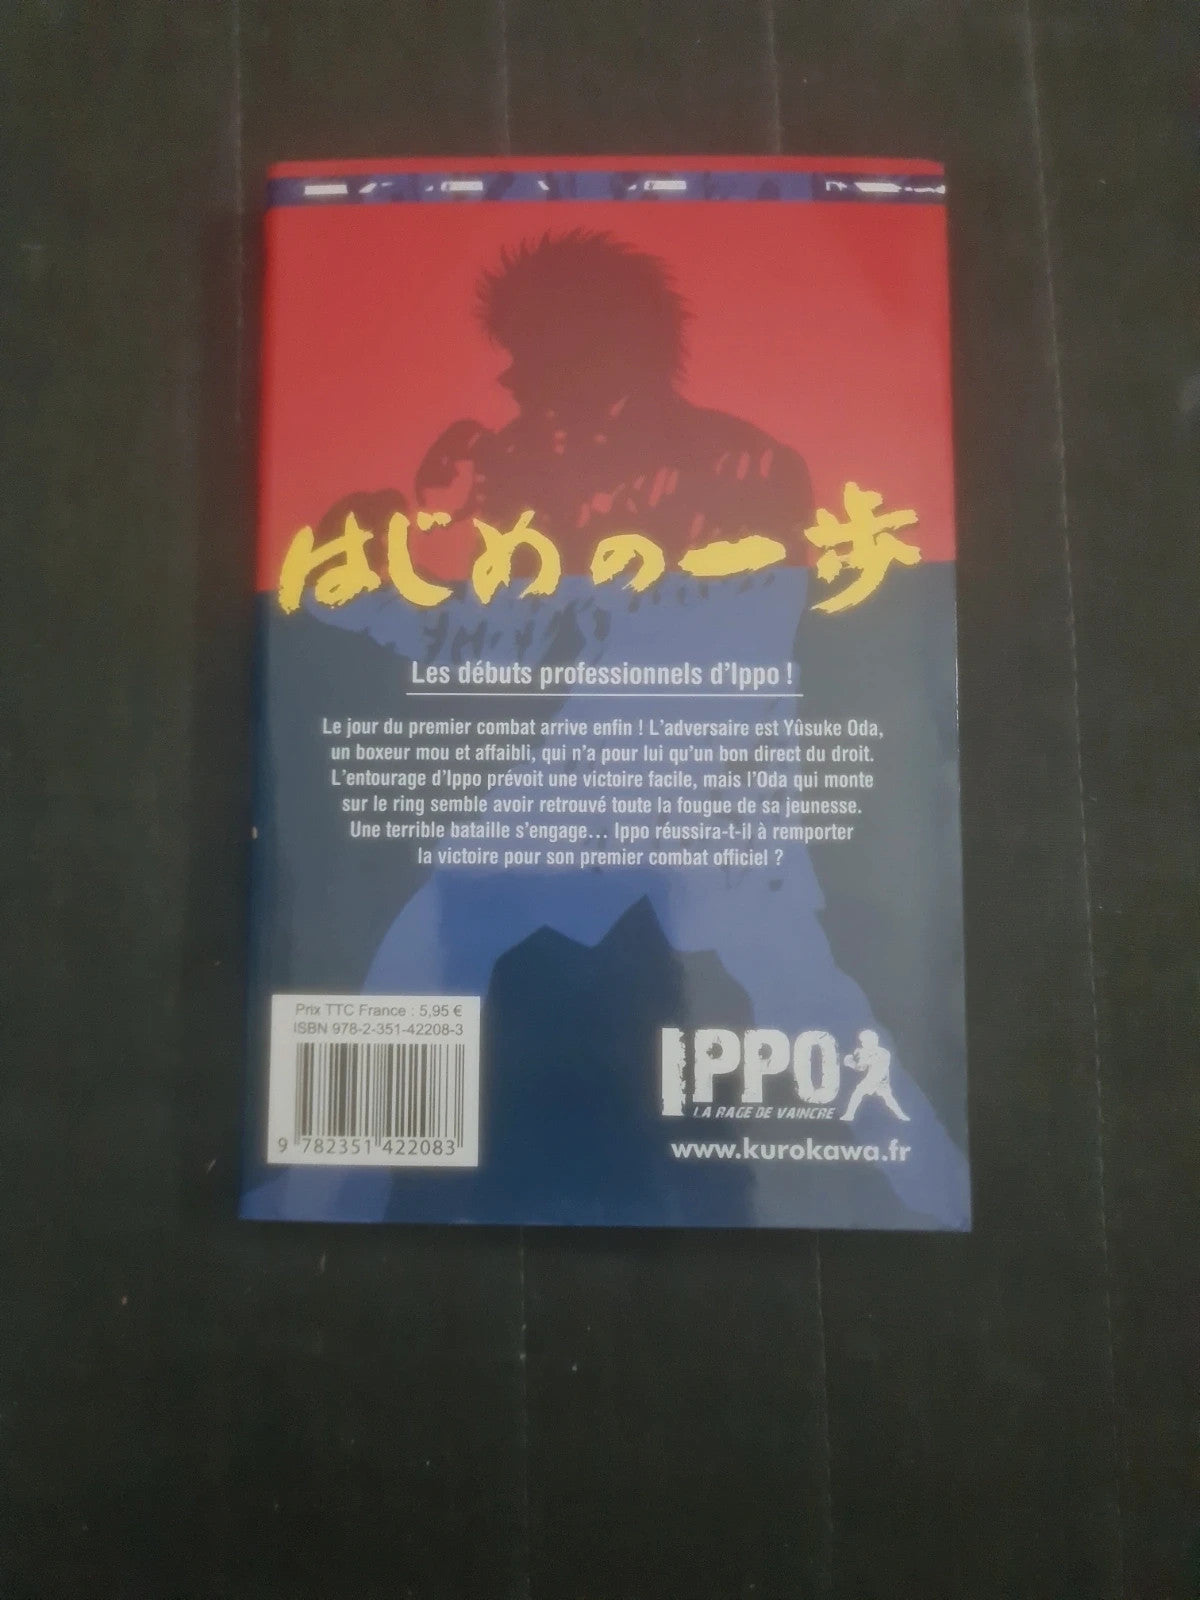 はじめの一歩
Les débuts professionnels d'Ippo !
Le jour du premier combat arrive enfin ! L'adversaire est Yûsuke Oda,
un boxeur mou et affaibli, qui n'a pour lui qu'un bon direct du droit.
L'entourage d'Ippo prévoit une victoire facile, mais l'Oda qui monte
sur le ring semble avoir retrouvé toute la fougue de sa jeunesse.
Une terrible bataille s'engage... Ippo réussira-t-il à remporter
la victoire pour son premier combat officiel ?
Prix TTC France : 5,95 €
ISBN 978-2-351-42208-3
9 782351 422083
IPPO
LA RAGE DE VAINCRE
www.kurokawa.fr